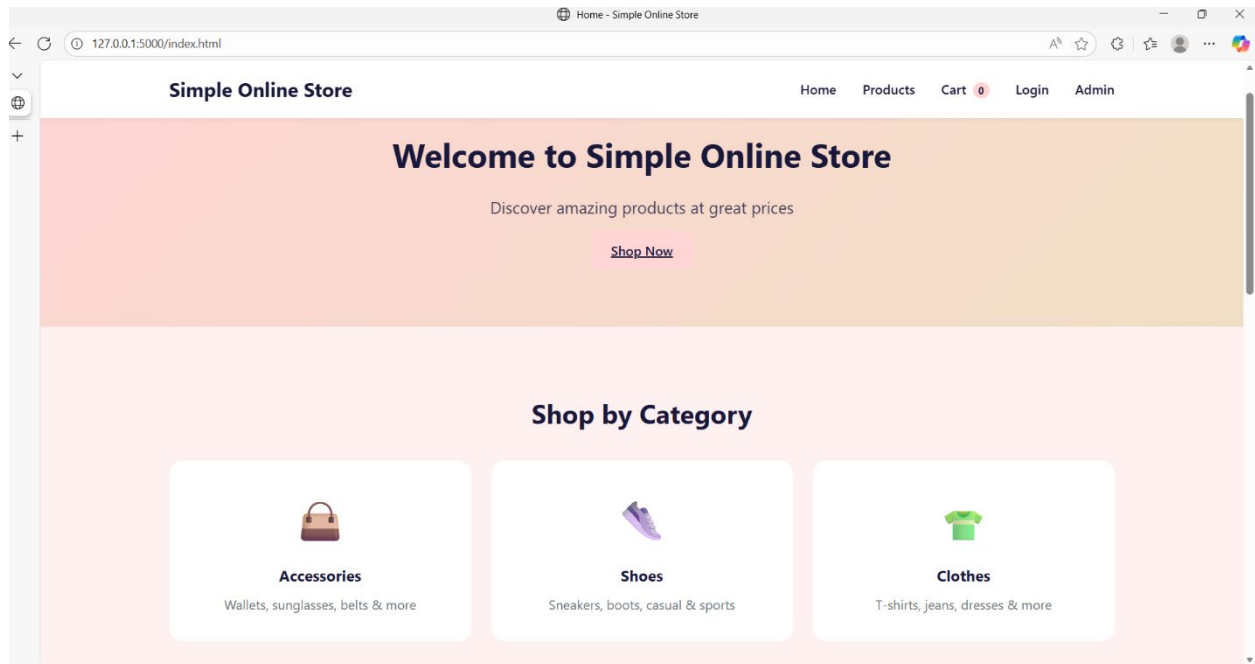 Home - Simple Online Store
127.0.0.1:5000/index.html
Simple Online Store
Home Products Cart 0 Login Admin
Welcome to Simple Online Store
Discover amazing products at great prices
Shop Now
Shop by Category
Accessories
Wallets, sunglasses, belts & more
Shoes
Sneakers, boots, casual & sports
Clothes
T-shirts, jeans, dresses & more